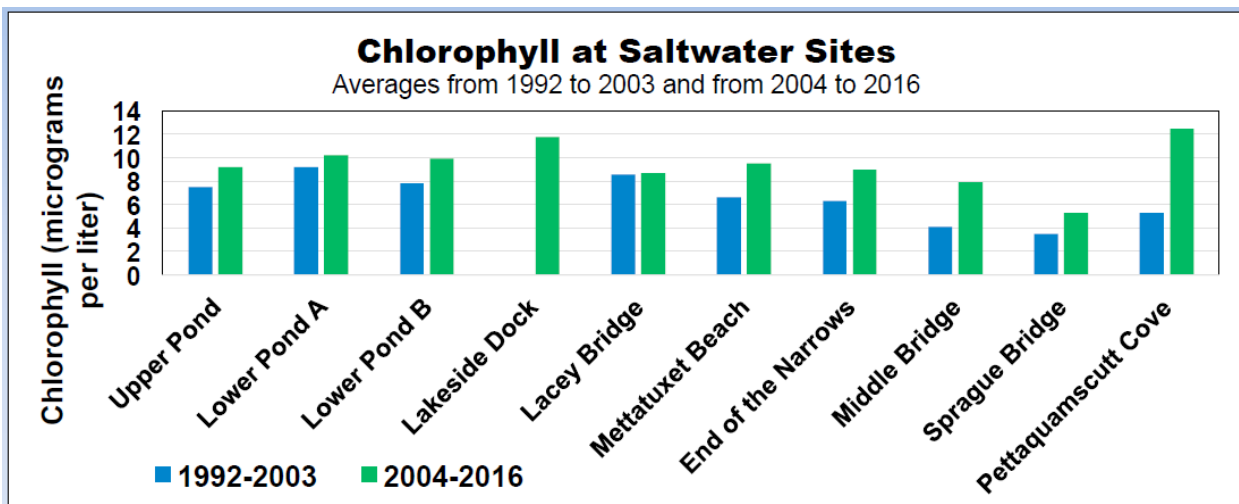 Chlorophyll at Saltwater Sites
Averages from 1992 to 2003 and from 2004 to 2016
Chlorophyll (micrograms
per liter)
14
12
10
8
6
4
2
0
Upper Pond
Lower Pond A
Lower Pond B
Lakeside Dock
Lacey Bridge
Mettatuxet Beach
End of the Narrows
Middle Bridge
Sprague Bridge
Pettaquamscutt Cove
1992-2003
2004-2016